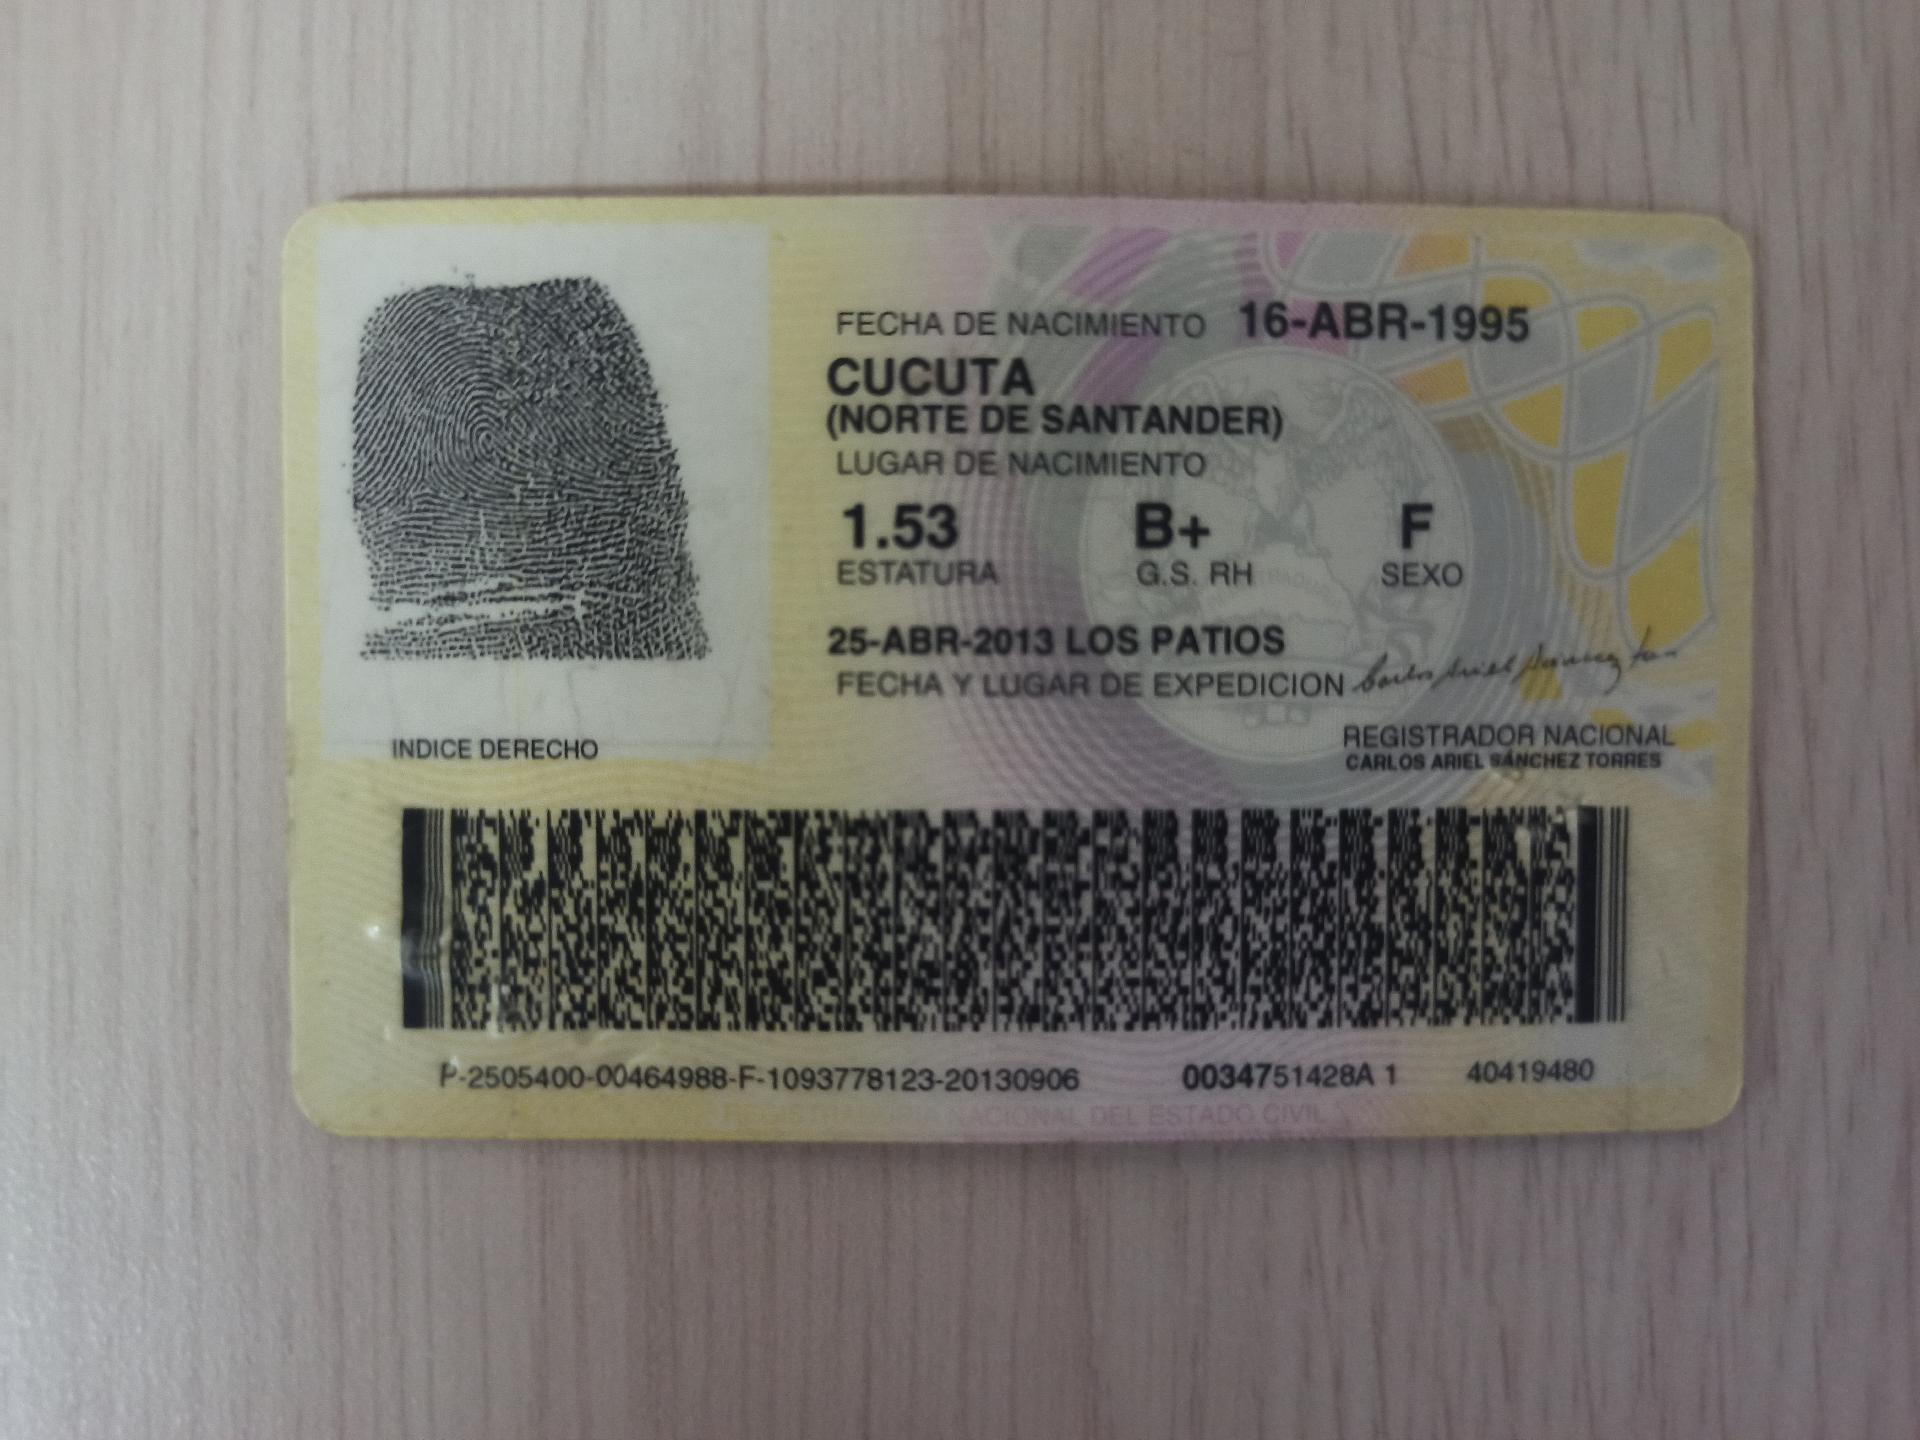 FECHA DE NACIMIENTO 16-ABR-1995
CUCUTA
(NORTE DE SANTANDER)
LUGAR DE NACIMIENTO
1.53 B+ F
ESTATURA G.S. RH SEXO
25-ABR-2013 LOS PATIOS
FECHA Y LUGAR DE EXPEDICION
INDICE DERECHO
REGISTRADOR NACIONAL
CARLOS ARIEL SÁNCHEZ TORRES
P-2505400-00464988-F-1093778123-20130906 0034751428A 1 40419480
REGISTRADURIA NACIONAL DEL ESTADO CIVIL